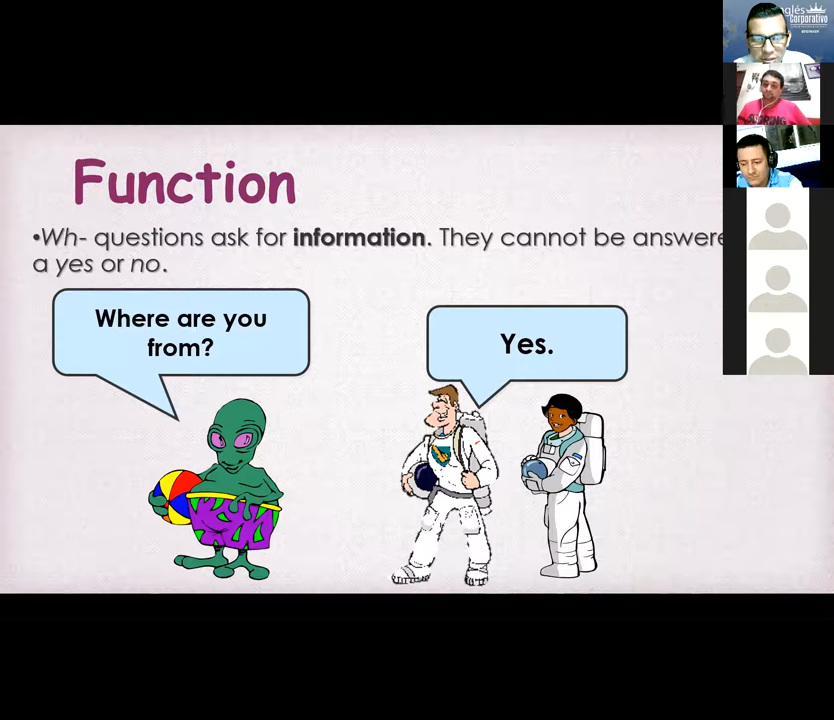 Function
•Wh- questions ask for information. They cannot be answere
a yes or no.
Where are you
from?
Yes.
glés
Corporativo